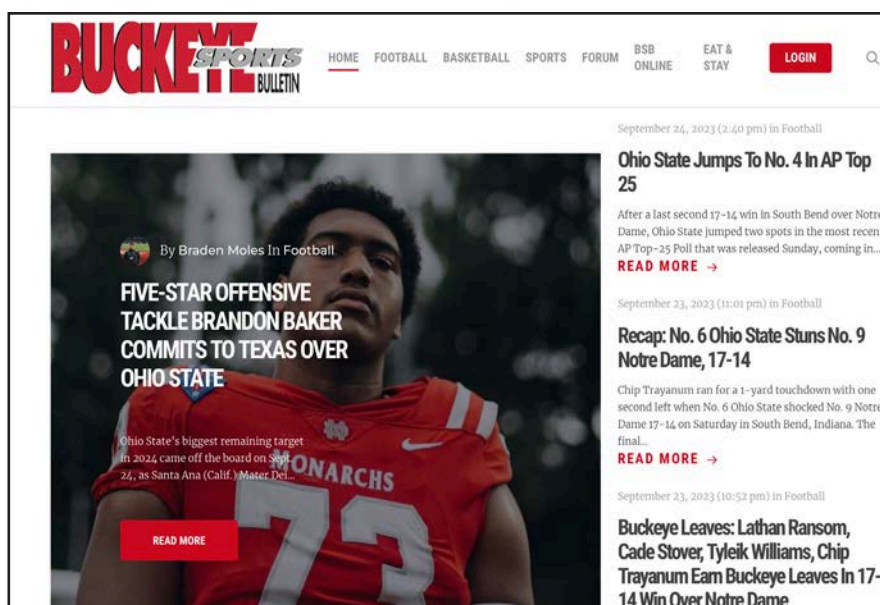 BUCKEYE
SPORTS
BULLETIN
HOME FOOTBALL BASKETBALL SPORTS FORUM BSB ONLINE EAT & STAY LOGIN
By Braden Moles In Football
FIVE-STAR OFFENSIVE
TACKLE BRANDON BAKER
COMMITS TO TEXAS OVER
OHIO STATE
Ohio State's biggest remaining target
in 2024 came off the board on Sept.
24, as Santa Ana (Calif.) Mater Dei...
READ MORE
MONARCHS
73
September 24, 2023 (2:40 pm) in Football
Ohio State Jumps To No. 4 In AP Top
25
After a last second 17-14 win in South Bend over Notre
Dame, Ohio State jumped two spots in the most recen
AP Top-25 Poll that was released Sunday, coming in...
READ MORE →
September 23, 2023 (11:01 pm) in Football
Recap: No. 6 Ohio State Stuns No. 9
Notre Dame, 17-14
Chip Trayanum ran for a 1-yard touchdown with one
second left when No. 6 Ohio State shocked No. 9 Notre
Dame 17-14 on Saturday in South Bend, Indiana. The
final...
READ MORE →
September 23, 2023 (10:52 pm) in Football
Buckeye Leaves: Lathan Ransom,
Cade Stover, Tyleik Williams, Chip
Trayanum Earn Buckeye Leaves In 17-
14 Win Over Notre Dame